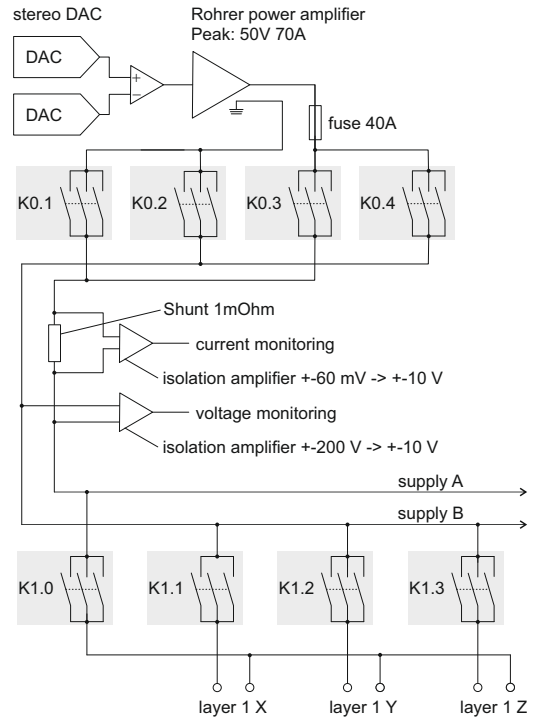 stereo DAC
Rohrer power amplifier
Peak: 50V 70A
DAC
+
−
DAC
fuse 40A
K0.1
K0.2
K0.3
K0.4
Shunt 1mOhm
current monitoring
isolation amplifier +-60 mV -> +-10 V
voltage monitoring
isolation amplifier +-200 V -> +-10 V
supply A
supply B
K1.0
K1.1
K1.2
K1.3
layer 1 X
layer 1 Y
layer 1 Z